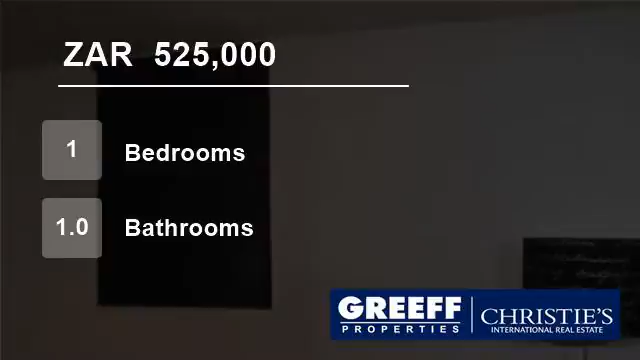 ZAR 525,000
1 Bedrooms
1.0 Bathrooms
GREEFF PROPERTIES
CHRISTIE'S INTERNATIONAL REAL ESTATE